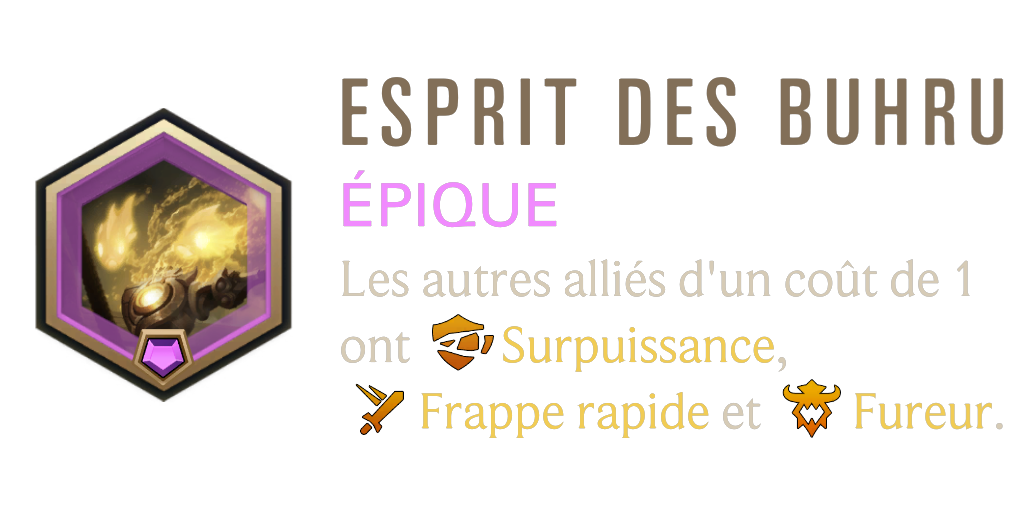 ESPRIT DES BUHRU
ÉPIQUE
Les autres alliés d'un coût de 1
ont Surpuissance,
Frappe rapide et Fureur.